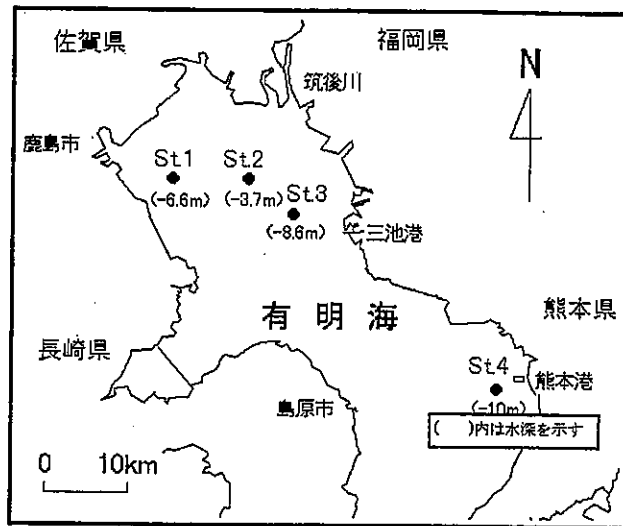 佐賀県
福岡県
筑後川
N
鹿島市
St.1
(-6.6m)
St.2
(-3.7m)
St.3
(-8.6m)
三池港
有明海
熊本県
長崎県
St.4
(-10m)
熊本港
島原市
(　)内は水深を示す
0 10km